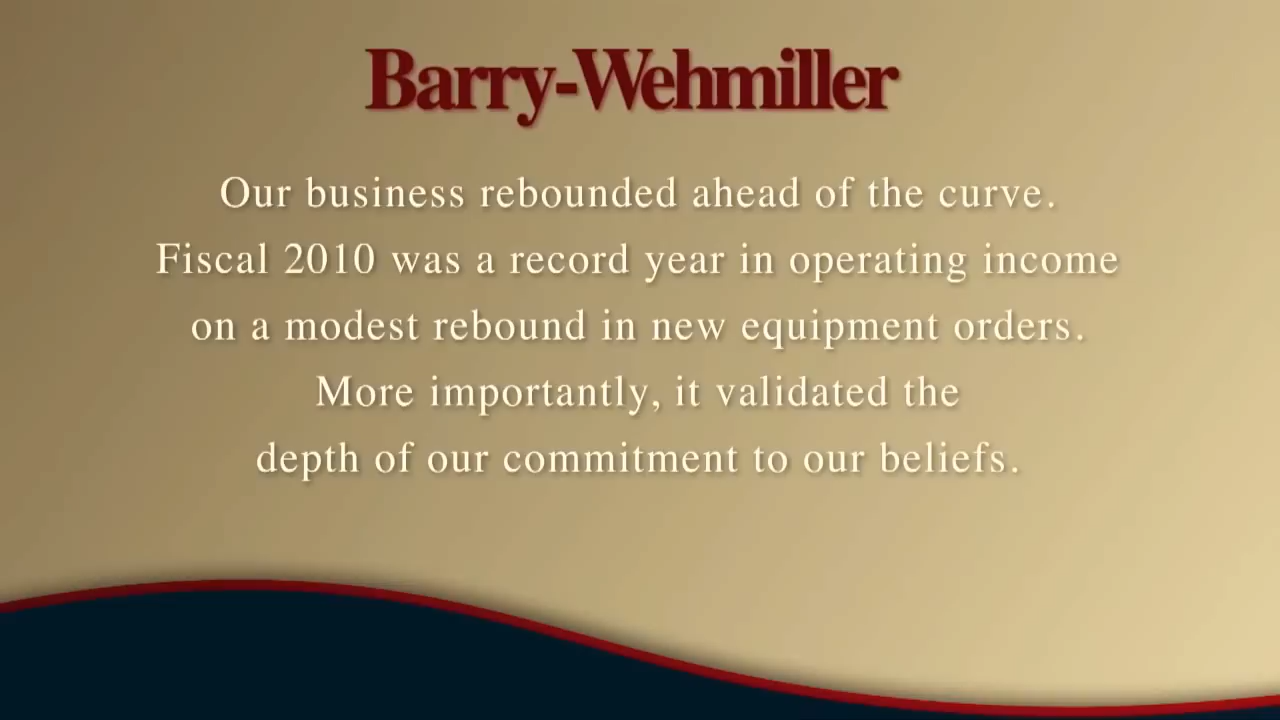 Barry-Wehmiller
Our business rebounded ahead of the curve.
Fiscal 2010 was a record year in operating income
on a modest rebound in new equipment orders.
More importantly, it validated the
depth of our commitment to our beliefs.